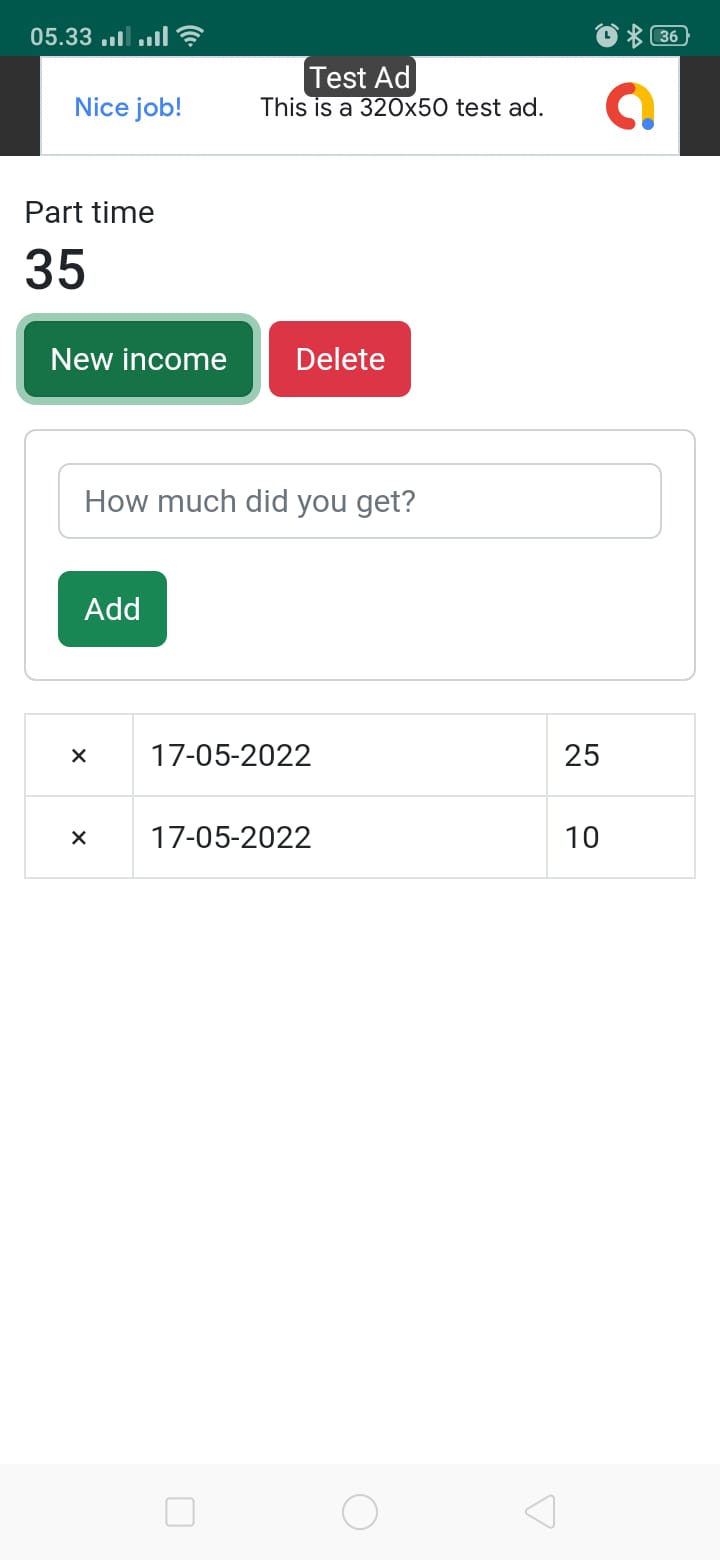 05.33
36
Test Ad
Nice job! This is a 320x50 test ad.
Part time
35
New income Delete
How much did you get?
Add
× 17-05-2022 25
× 17-05-2022 10